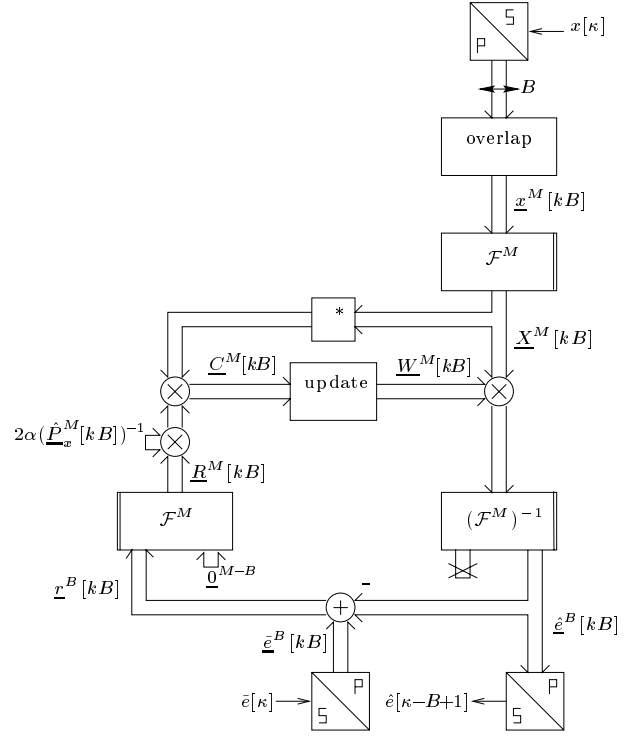 S
P
x[κ]
B
overlap
x^M[kB]
𝓕^M
*
X^M[kB]
C^M[kB]
update
W^M[kB]
×
×
2α(P̂_x^M[kB])^-1
×
R^M[kB]
𝓕^M
(𝓕^M)^-1
0^M-B
r^B[kB]
-
+
ê^B[kB]
ē^B[kB]
ē[κ]
P
S
ê[κ-B+1]
P
S